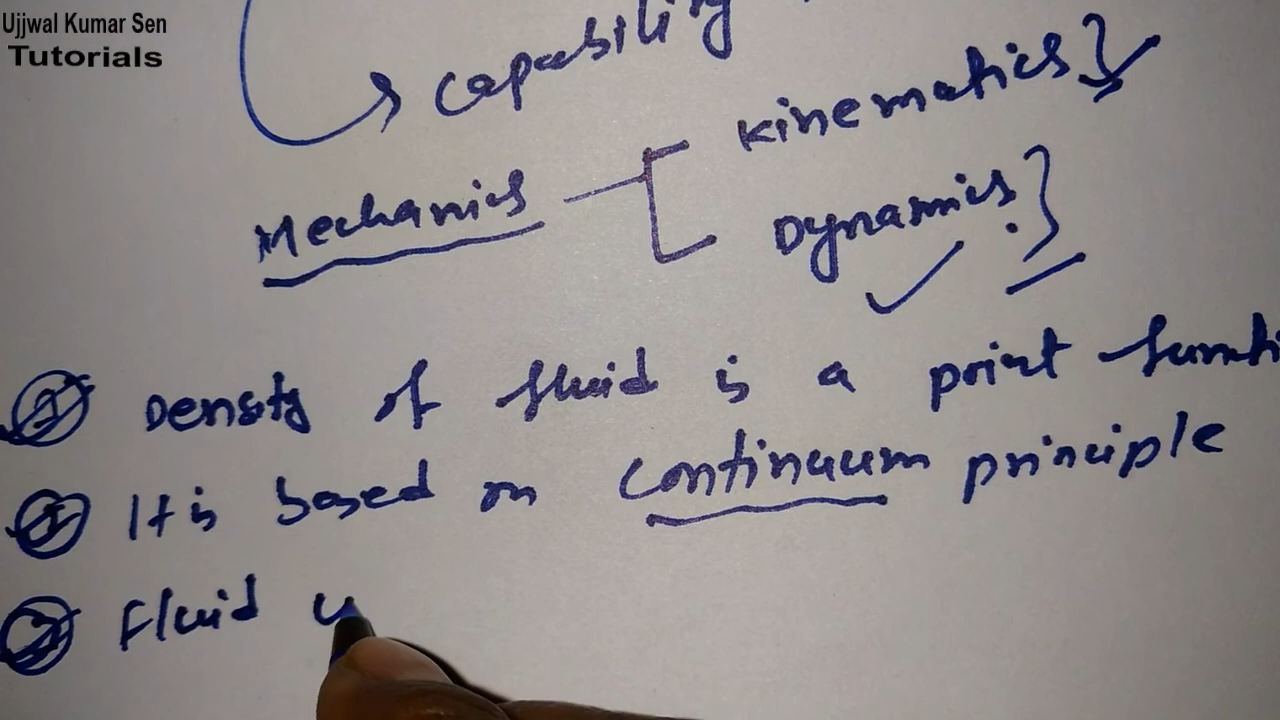 Ujjwal Kumar Sen
Tutorials
capability
Mechanics
Kinematics
Dynamics
Density of fluid is a point functi
It is based on continuum principle
Fluid